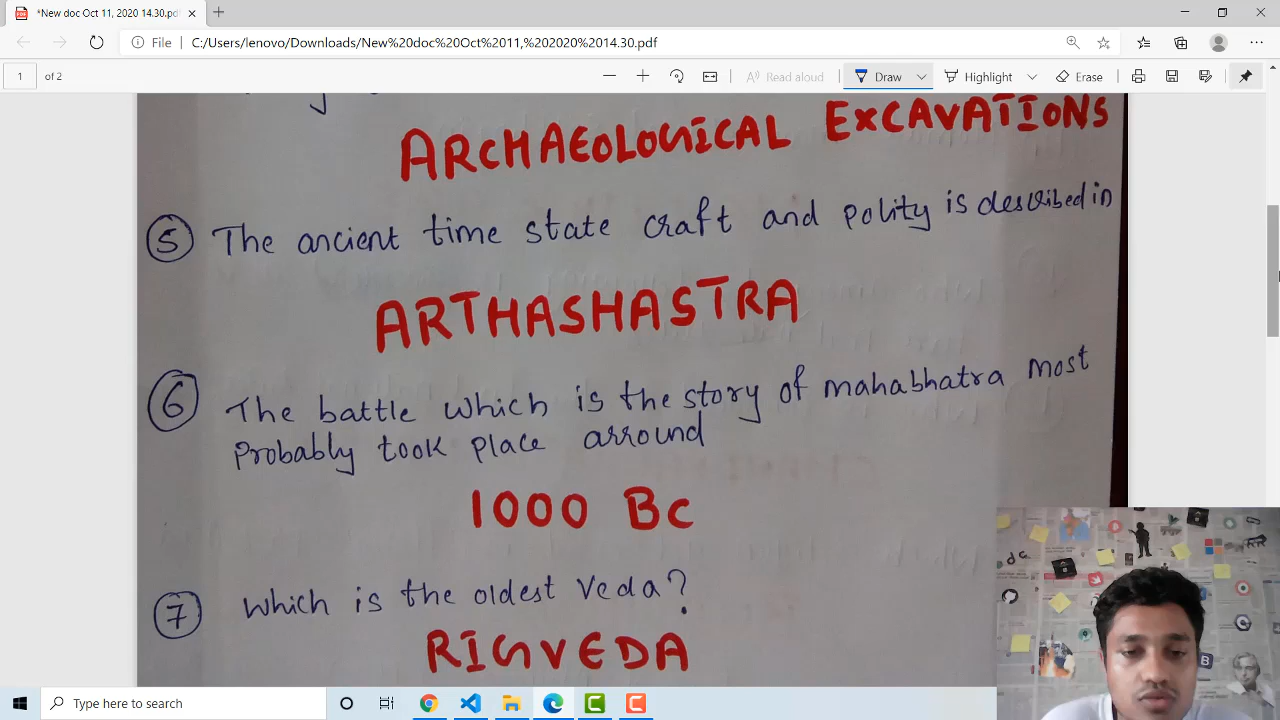 *New doc Oct 11, 2020 14.30.pdf
File C:/Users/lenovo/Downloads/New%20doc%20Oct%2011,%202020%2014.30.pdf
1 of 2 Read aloud Draw Highlight Erase
ARCHAEOLOGICAL EXCAVATIONS
5 The ancient time state craft and polity is described in
ARTHASHASTRA
6 The battle which is the story of mahabhatra most
probably took place arround
1000 Bc
7 which is the oldest Veda?
RIGVEDA
Type here to search